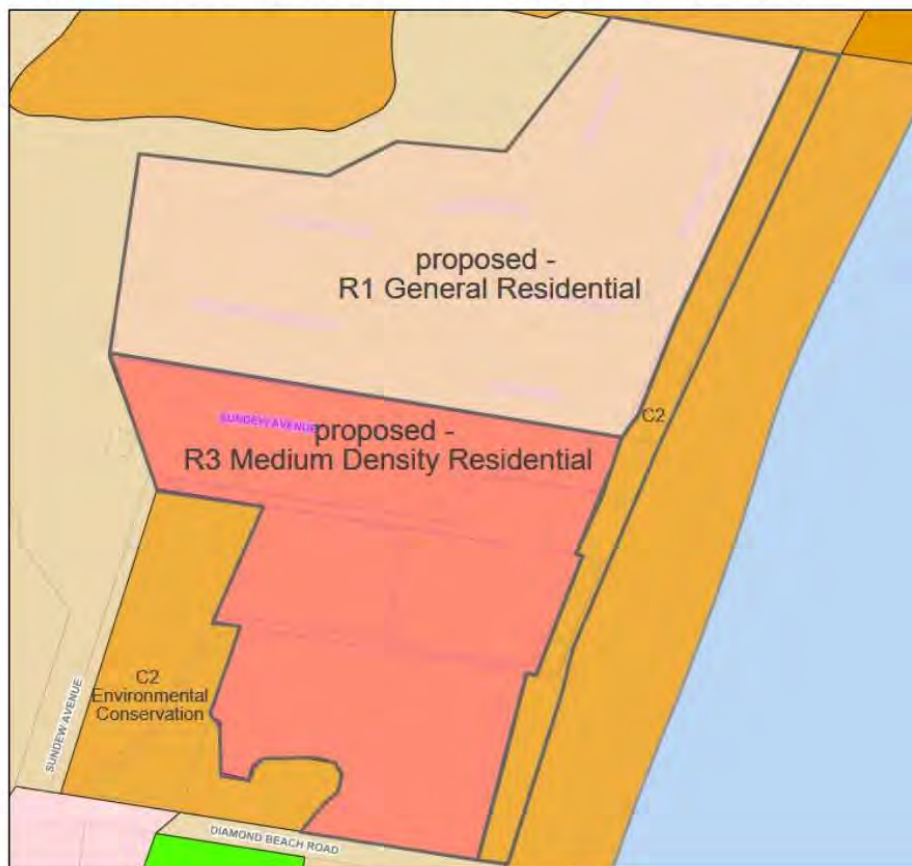 proposed -
R1 General Residential
C2
SUNDEW AVENUE
proposed -
R3 Medium Density Residential
C2
Environmental
Conservation
SUNDEW AVENUE
DIAMOND BEACH ROAD